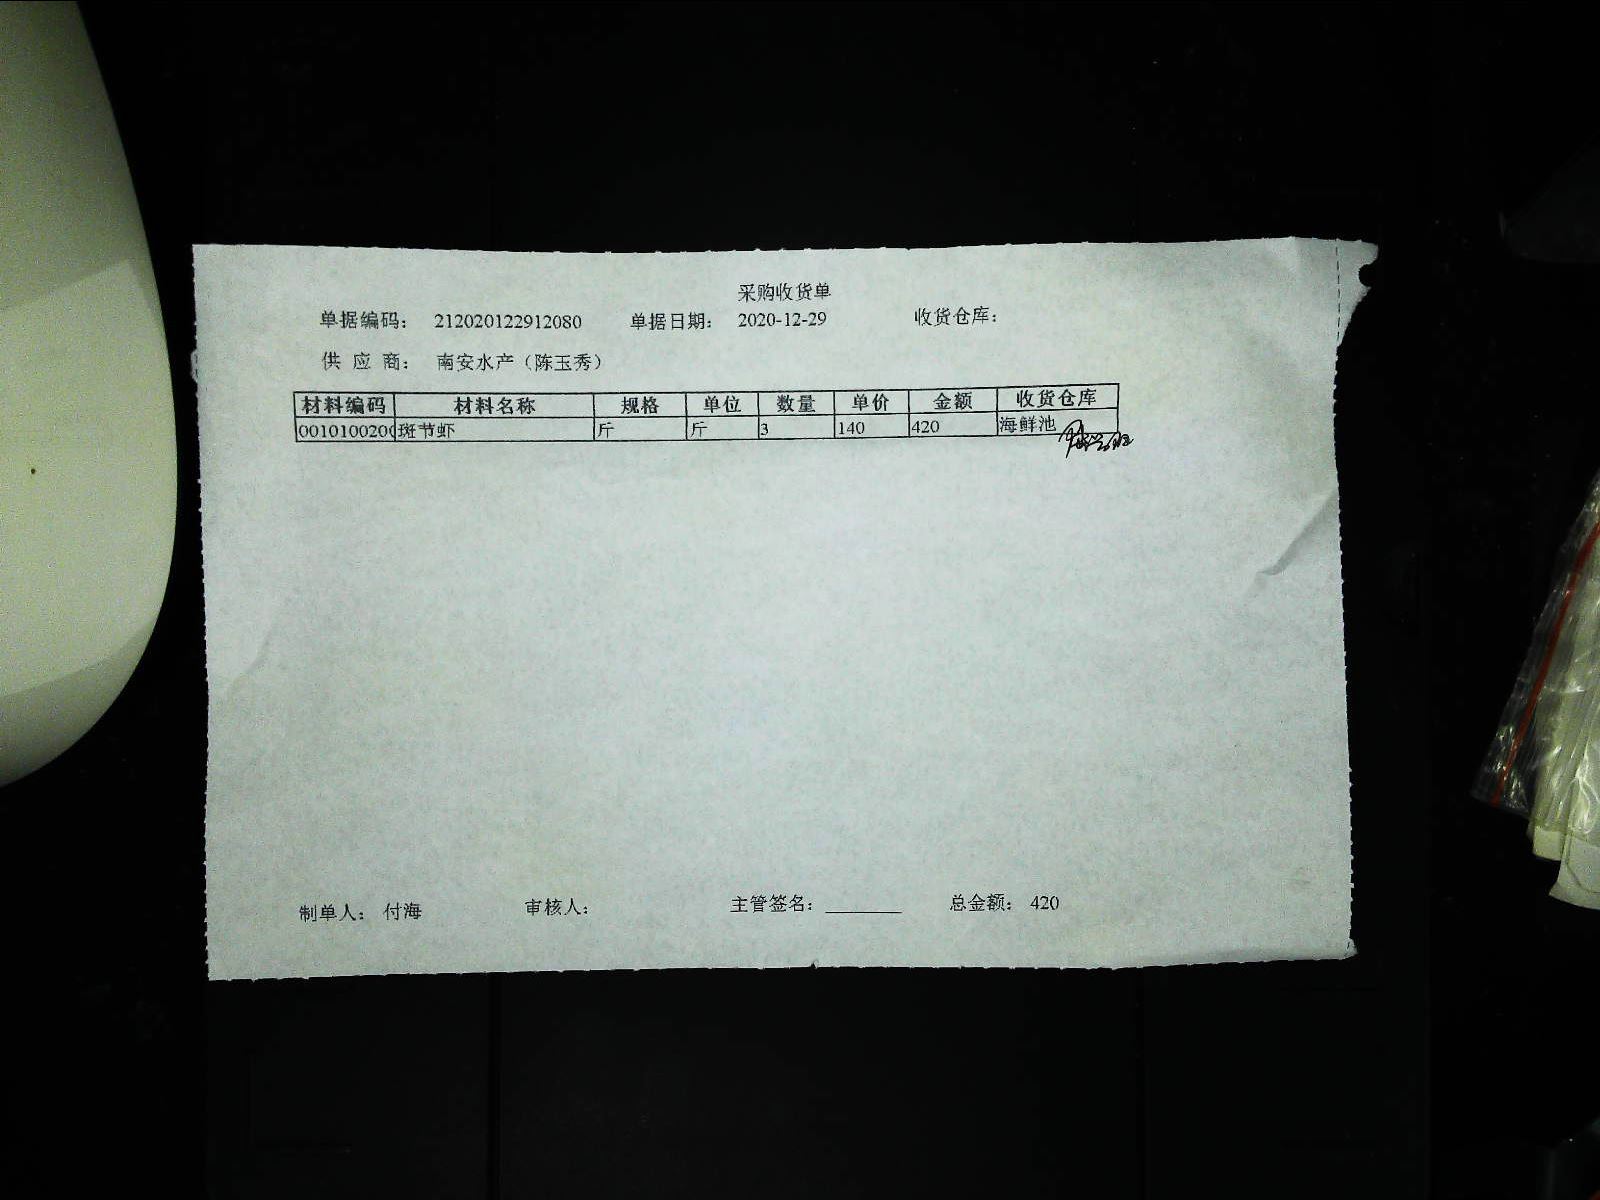 采购收货单
单据编码： 212020122912080 单据日期： 2020-12-29 收货仓库：
供 应 商： 南安水产（陈玉秀）
材料编码 材料名称 规格 单位 数量 单价 金额 收货仓库
0010100200 斑节虾 斤 斤 3 140 420 海鲜池
制单人： 付海 审核人： 主管签名：________ 总金额： 420